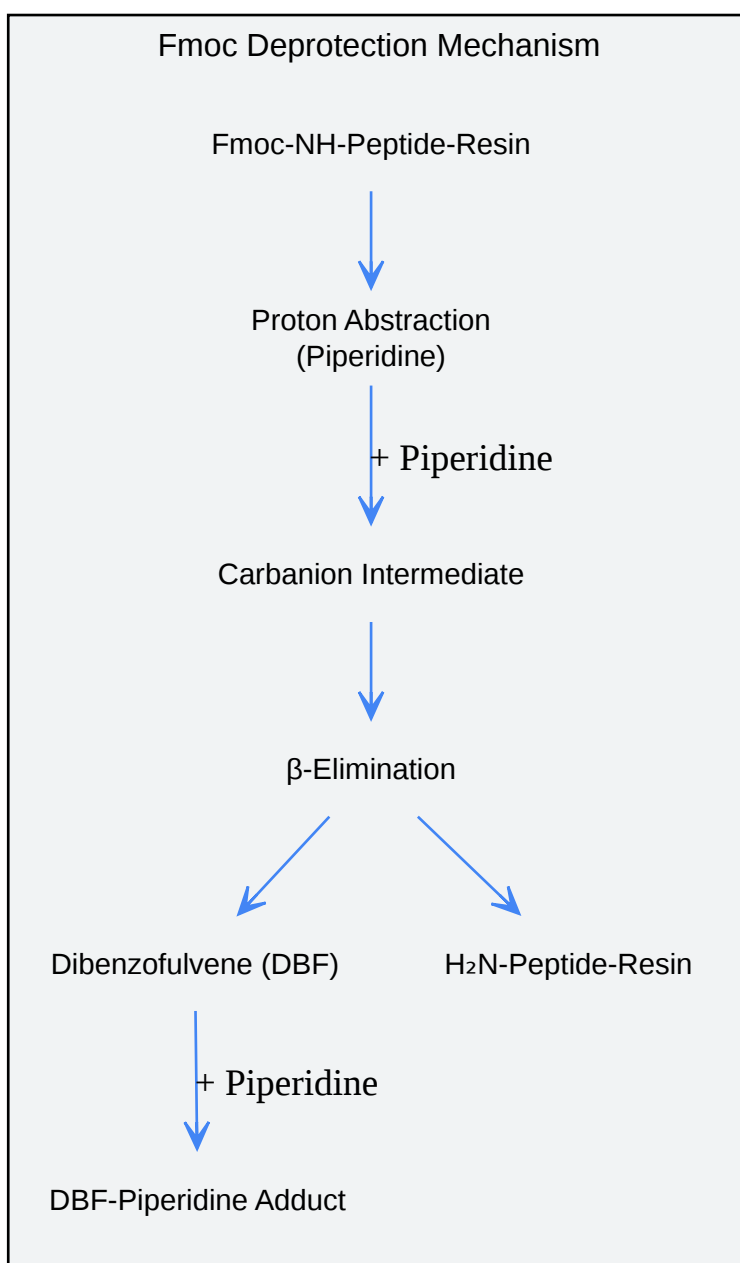 Fmoc Deprotection Mechanism
Fmoc-NH-Peptide-Resin
Proton Abstraction
(Piperidine)
+ Piperidine
Carbanion Intermediate
β-Elimination
Dibenzofulvene (DBF)
H₂N-Peptide-Resin
+ Piperidine
DBF-Piperidine Adduct